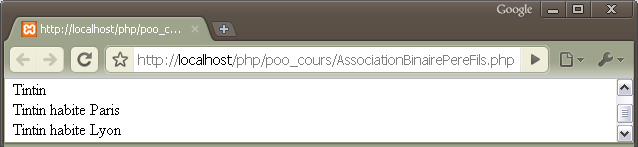 Google
http://localhost/php/poo_c...
http://localhost/php/poo_cours/AssociationBinairePereFils.php
Tintin
Tintin habite Paris
Tintin habite Lyon